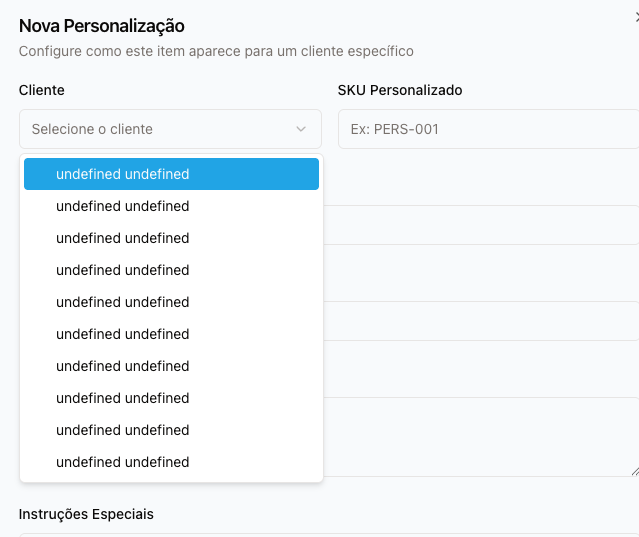 Nova Personalização
Configure como este item aparece para um cliente específico
Cliente
SKU Personalizado
Selecione o cliente
Ex: PERS-001
undefined undefined
undefined undefined
undefined undefined
undefined undefined
undefined undefined
undefined undefined
undefined undefined
undefined undefined
undefined undefined
undefined undefined
Instruções Especiais